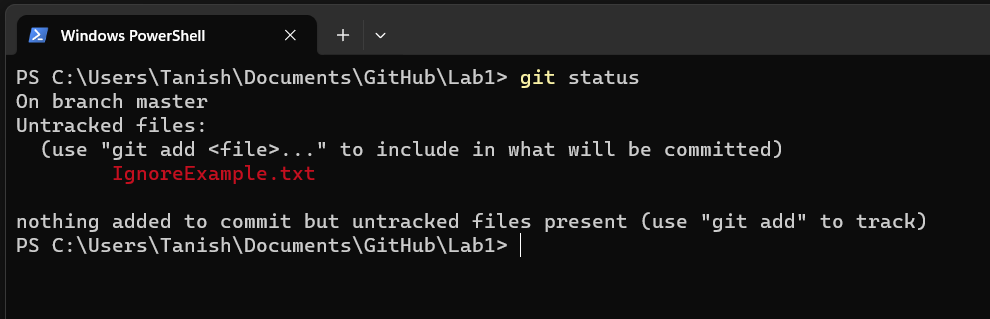 Windows PowerShell
PS C:\Users\Tanish\Documents\GitHub\Lab1> git status
On branch master
Untracked files:
  (use "git add <file>..." to include in what will be committed)
        IgnoreExample.txt

nothing added to commit but untracked files present (use "git add" to track)
PS C:\Users\Tanish\Documents\GitHub\Lab1>